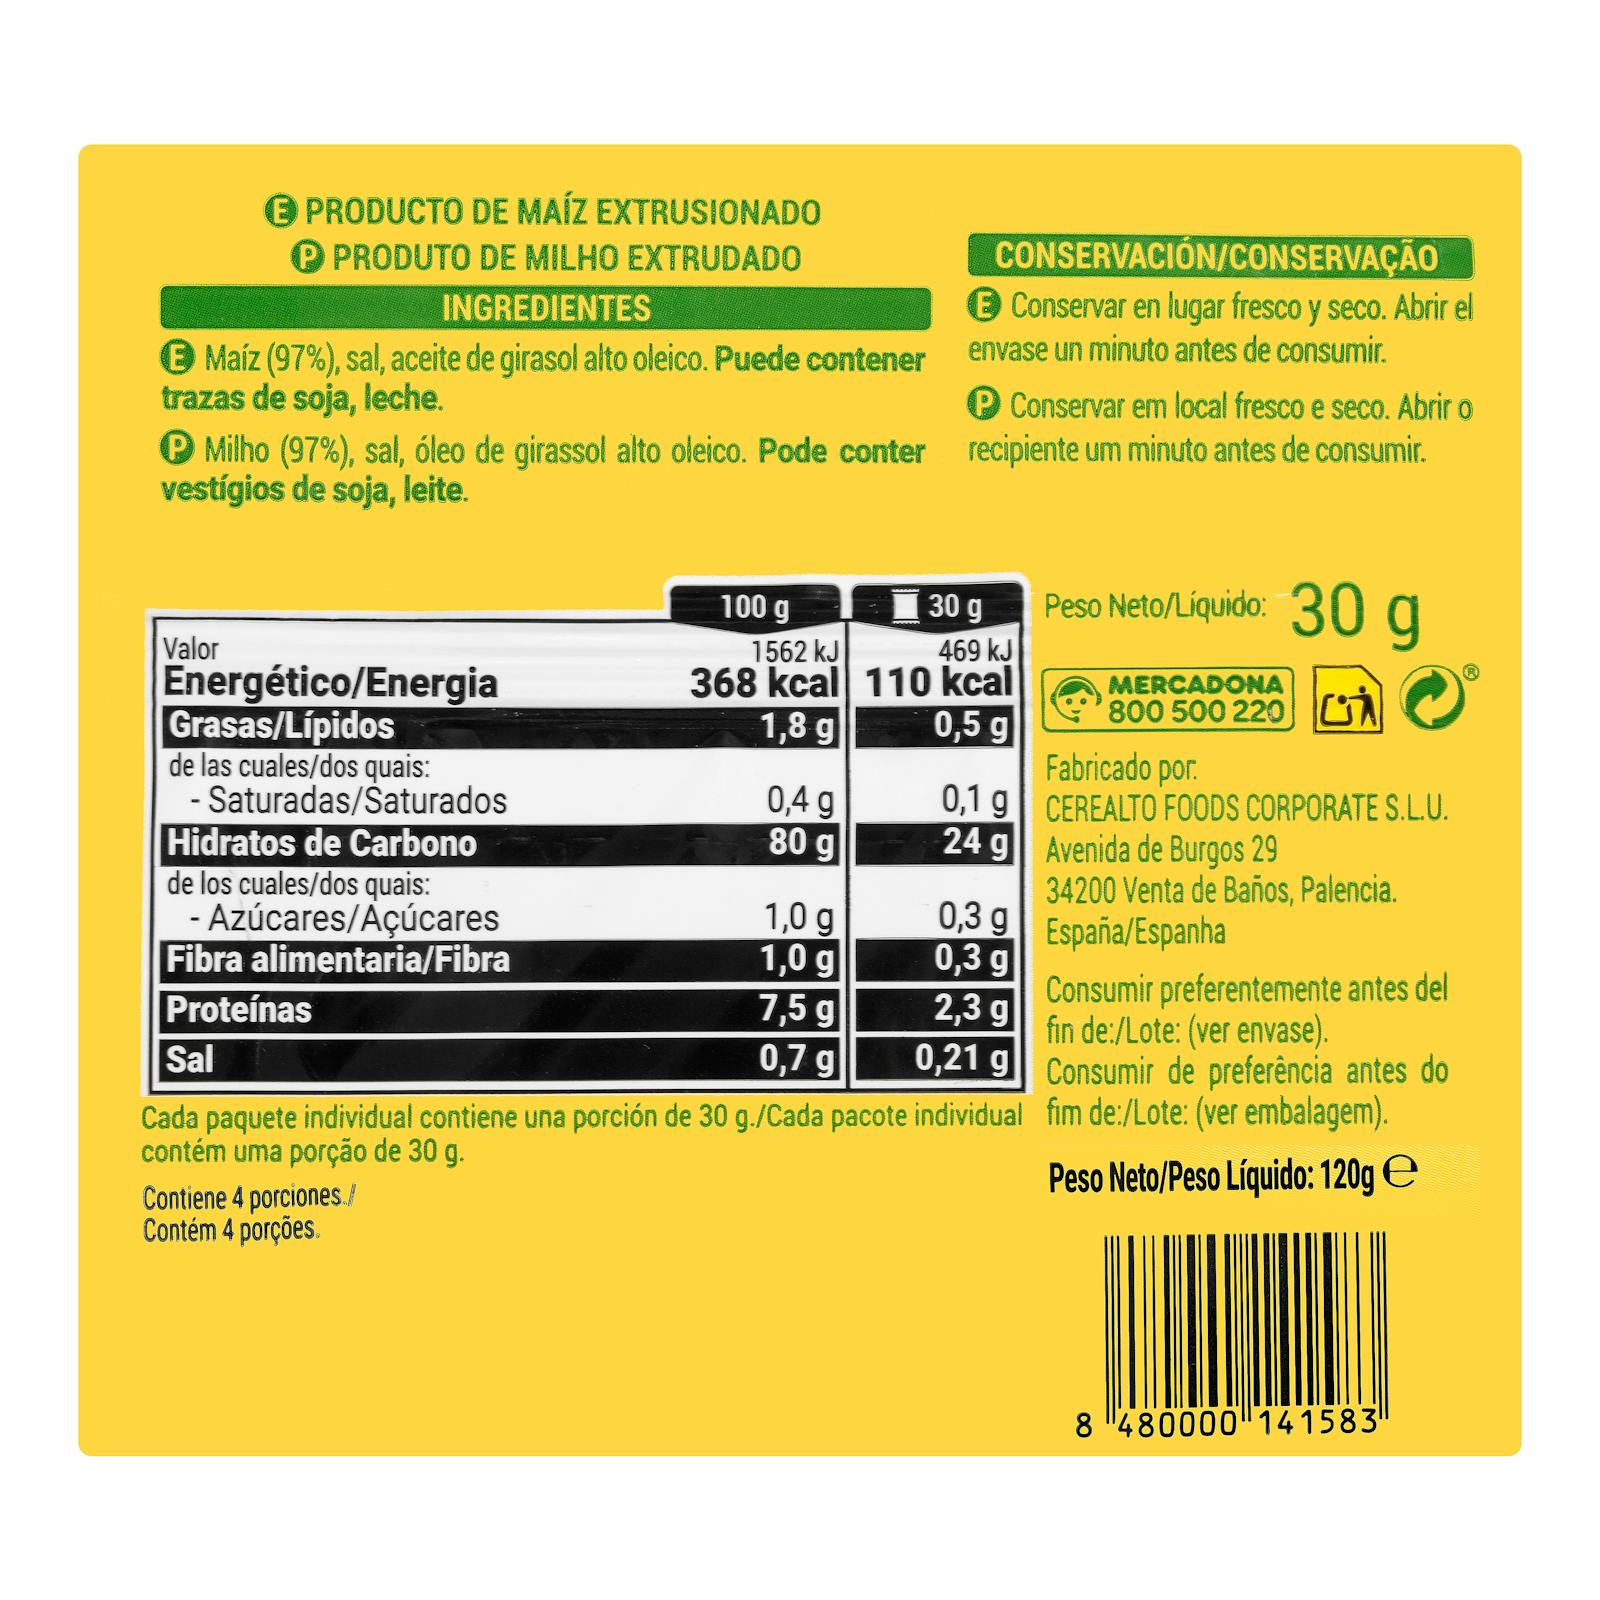 E PRODUCTO DE MAÍZ EXTRUSIONADO
P PRODUTO DE MILHO EXTRUDADO
INGREDIENTES
E Maíz (97%), sal, aceite de girasol alto oleico. Puede contener
trazas de soja, leche.
P Milho (97%), sal, óleo de girassol alto oleico. Pode conter
vestígios de soja, leite.
CONSERVACIÓN/CONSERVAÇÃO
E Conservar en lugar fresco y seco. Abrir el
envase un minuto antes de consumir.
P Conservar em local fresco e seco. Abrir o
recipiente um minuto antes de consumir.
100 g 30 g
Valor 1562 kJ 469 kJ
Energético/Energia 368 kcal 110 kcal
Grasas/Lípidos 1,8 g 0,5 g
de las cuales/dos quais:
- Saturadas/Saturados 0,4 g 0,1 g
Hidratos de Carbono 80 g 24 g
de los cuales/dos quais:
- Azúcares/Açúcares 1,0 g 0,3 g
Fibra alimentaria/Fibra 1,0 g 0,3 g
Proteínas 7,5 g 2,3 g
Sal 0,7 g 0,21 g
Cada paquete individual contiene una porción de 30 g./Cada pacote individual
contém uma porção de 30 g.
Contiene 4 porciones./
Contém 4 porções.
Peso Neto/Líquido: 30 g
MERCADONA
800 500 220
®
Fabricado por:
CEREALTO FOODS CORPORATE S.L.U.
Avenida de Burgos 29
34200 Venta de Baños, Palencia.
España/Espanha
Consumir preferentemente antes del
fin de:/Lote: (ver envase).
Consumir de preferência antes do
fim de:/Lote: (ver embalagem).
Peso Neto/Peso Líquido: 120g ℮
8 480000 141583